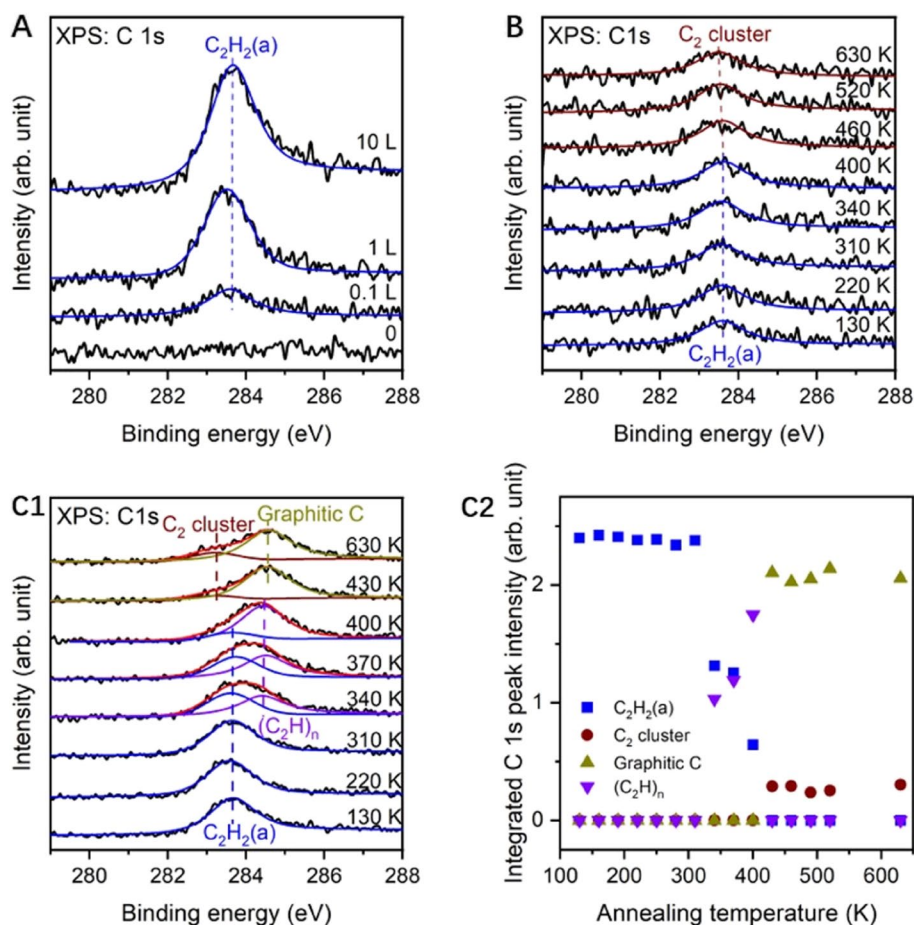 A
XPS: C 1s
C₂H₂(a)
10 L
1 L
0.1 L
0
Intensity (arb. unit)
280 282 284 286 288
Binding energy (eV)
B
XPS: C1s
C₂ cluster
630 K
520 K
460 K
400 K
340 K
310 K
220 K
130 K
C₂H₂(a)
Intensity (arb. unit)
280 282 284 286 288
Binding energy (eV)
C1
XPS: C1s
Graphitic C
C₂ cluster
630 K
430 K
400 K
370 K
340 K
(C₂H)ₙ
310 K
220 K
130 K
C₂H₂(a)
Intensity (arb. unit)
280 282 284 286 288
Binding energy (eV)
C2
Integrated C 1s peak intensity (arb. unit)
2
1
0
C₂H₂(a)
C₂ cluster
Graphitic C
(C₂H)ₙ
100 200 300 400 500 600
Annealing temperature (K)